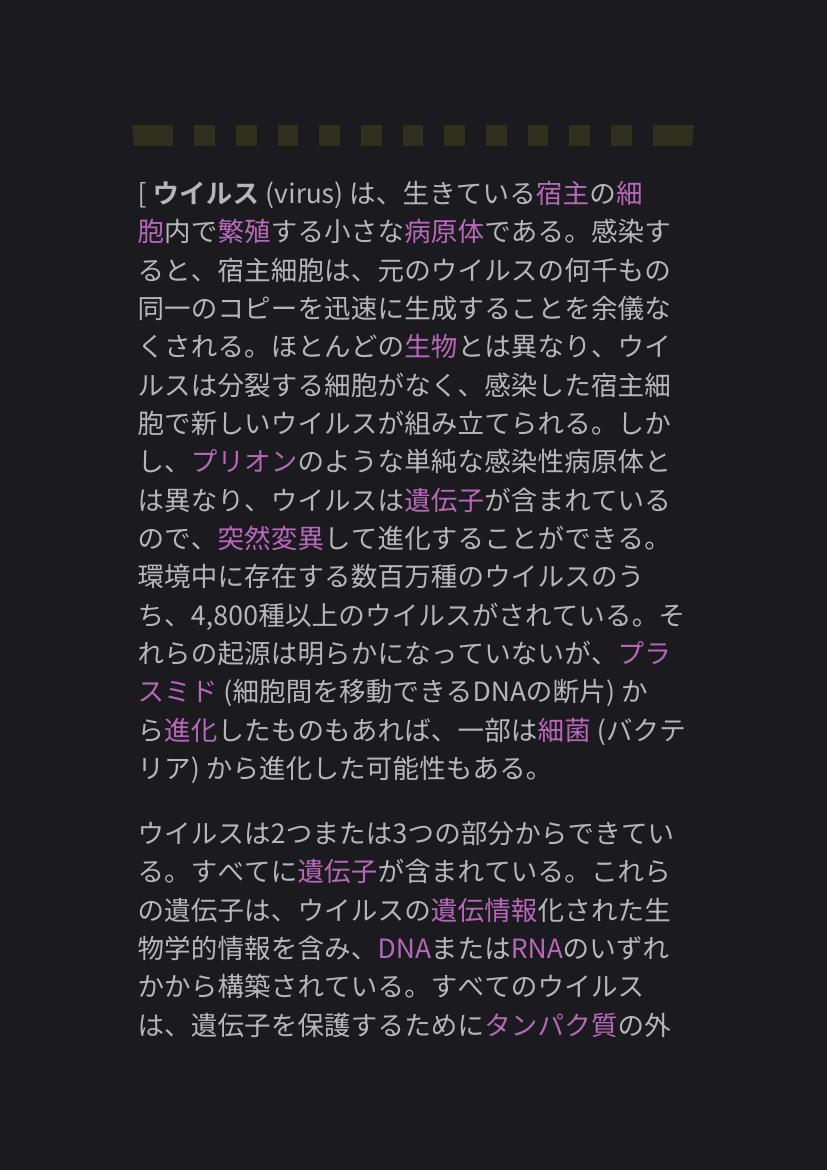 [ ウイルス (virus) は、生きている宿主の細
胞内で繁殖する小さな病原体である。感染す
ると、宿主細胞は、元のウイルスの何千もの
同一のコピーを迅速に生成することを余儀な
くされる。ほとんどの生物とは異なり、ウイ
ルスは分裂する細胞がなく、感染した宿主細
胞で新しいウイルスが組み立てられる。しか
し、プリオンのような単純な感染性病原体と
は異なり、ウイルスは遺伝子が含まれている
ので、突然変異して進化することができる。
環境中に存在する数百万種のウイルスのう
ち、4,800種以上のウイルスがされている。そ
れらの起源は明らかになっていないが、プラ
スミド (細胞間を移動できるDNAの断片) か
ら進化したものもあれば、一部は細菌 (バクテ
リア) から進化した可能性もある。
ウイルスは2つまたは3つの部分からできてい
る。すべてに遺伝子が含まれている。これら
の遺伝子は、ウイルスの遺伝情報化された生
物学的情報を含み、DNAまたはRNAのいずれ
かから構築されている。すべてのウイルス
は、遺伝子を保護するためにタンパク質の外